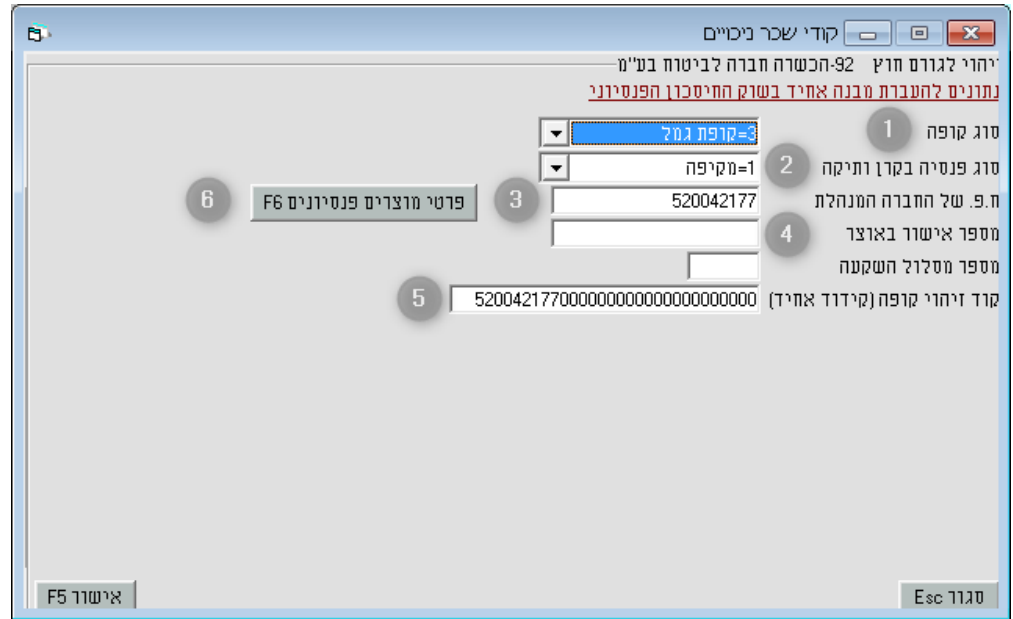 קודי שכר ניכויים
זיהוי לגורם חוץ 92-הכשרה חברה לביטוח בע"מ
נתונים להעברת מבנה אחיד בשוק החיסכון הפנסיוני
סוג קופה 1 3=קופת גמל
סוג פנסיה בקרן ותיקה 2 1=מקיפה
ח.פ. של החברה המנהלת 520042177 3 פרטי מוצרים פנסיונים F6 6
מספר אישור באוצר 4
מספר מסלול השקעה
קוד זיהוי קופה(קידוד אחיד) 520042177000000000000000000000 5
סגור Esc אישור F5